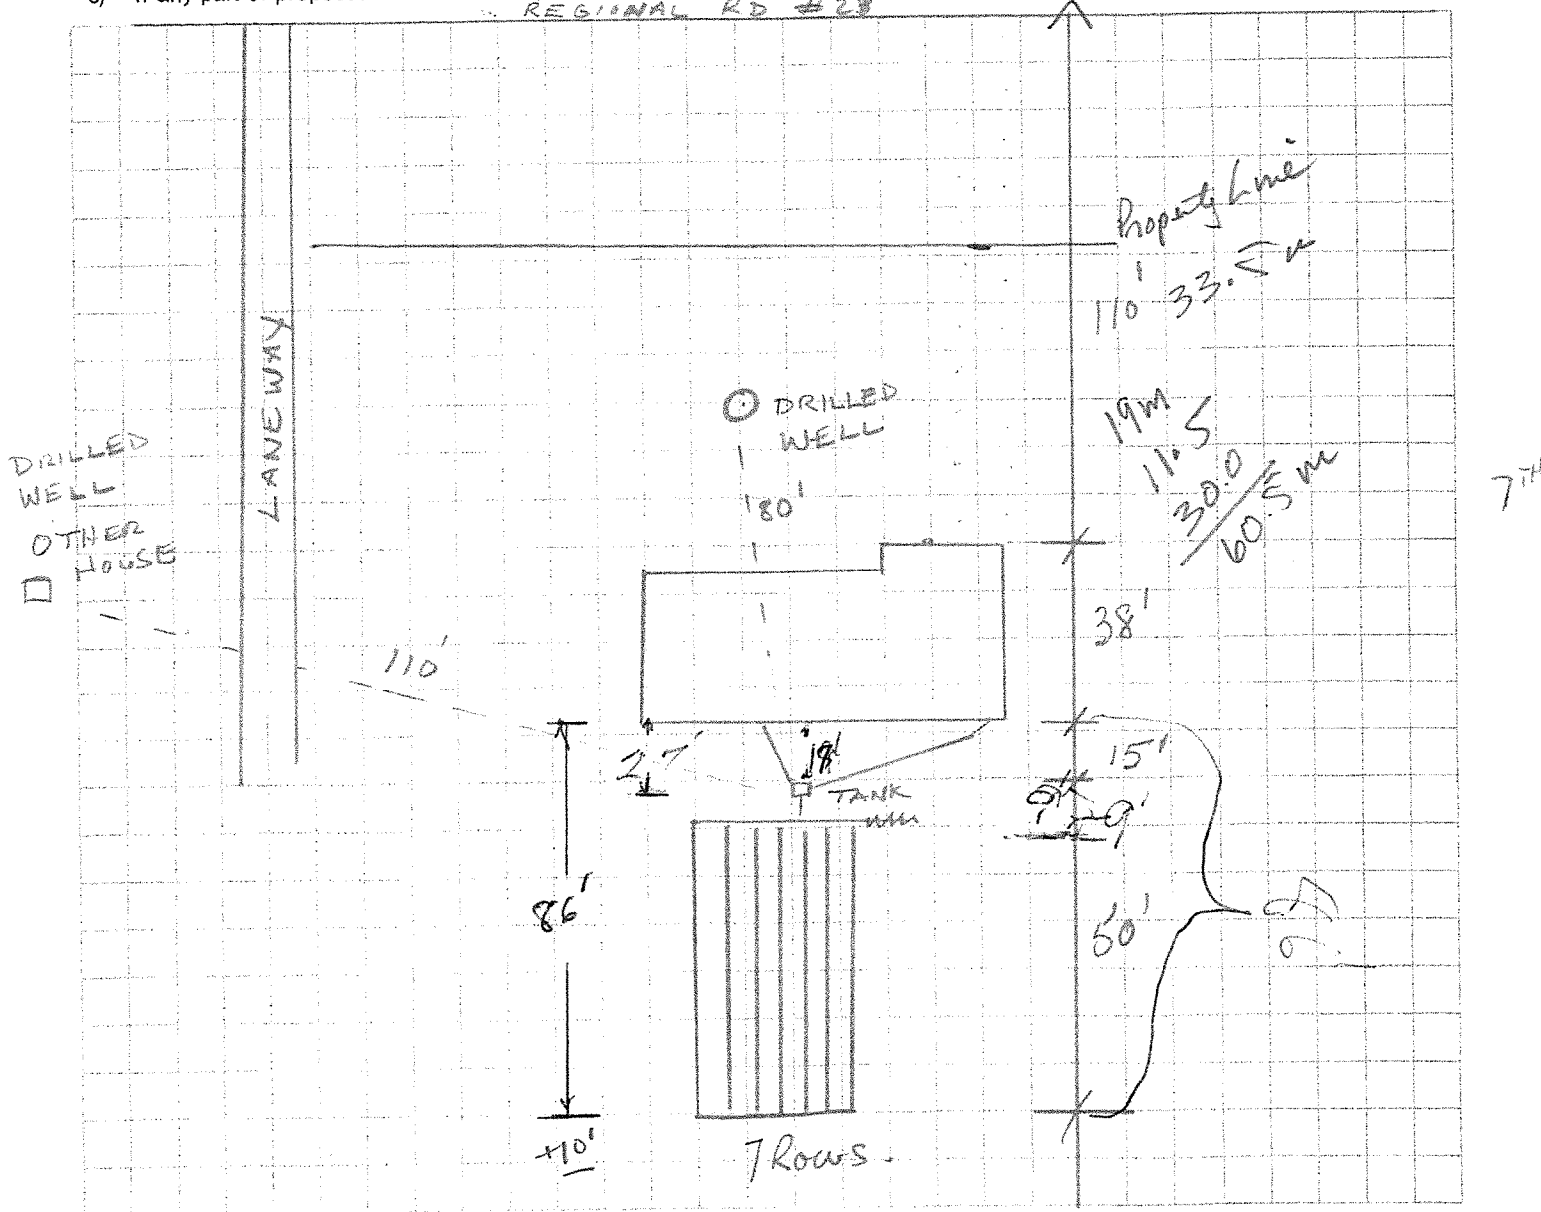 REGIONAL RD #28
Property Line
110' 33.5 m
LANEWAY
DRILLED
WELL
19m
11.5
30.0
60.5 m
DRILLED
WELL
OTHER
HOUSE
7TH
80'
38'
110'
27'
18'
15'
TANK
9'
86'
50'
+10'
7 Rows.